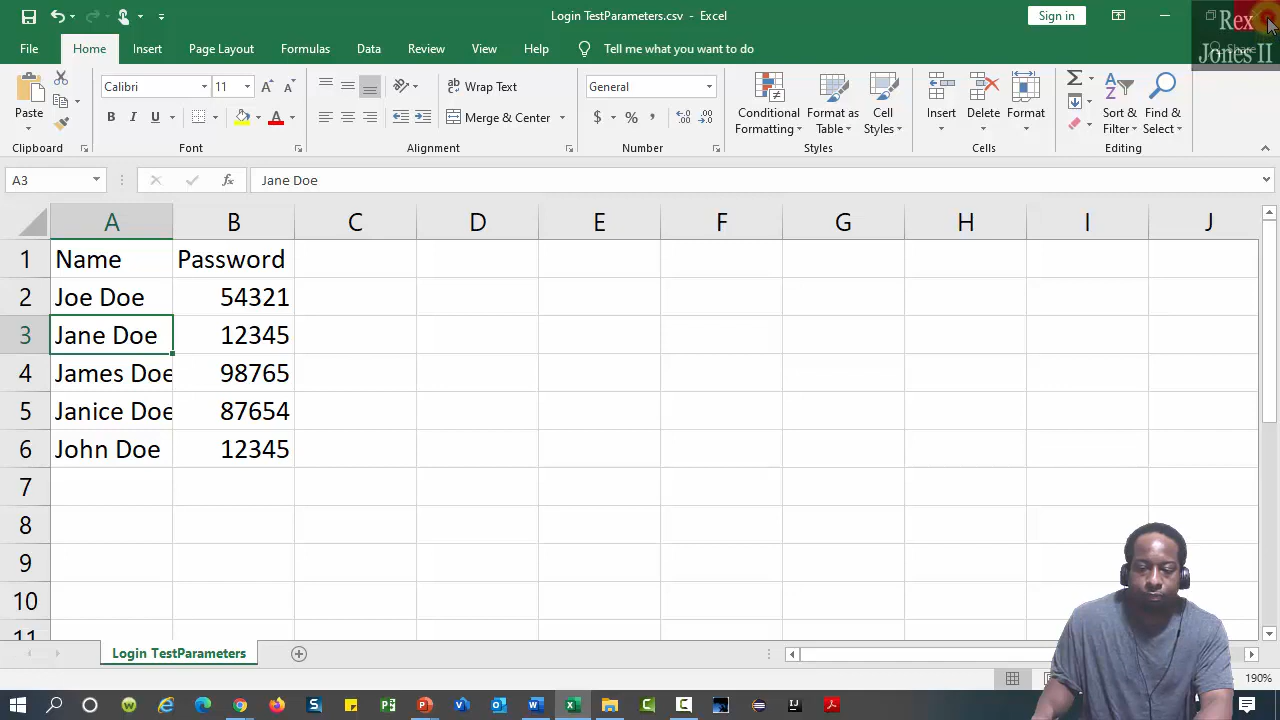 Login TestParameters.csv - Excel
Sign in
Rex
Jones II
File Home Insert Page Layout Formulas Data Review View Help Tell me what you want to do Share
Paste
Clipboard
Calibri 11
B I U A
Font
Wrap Text
Merge & Center
Alignment
General
$ % ,
Number
Conditional Formatting
Format as Table
Cell Styles
Styles
Insert Delete Format
Cells
Sort & Filter
Find & Select
Editing
A3 fx Jane Doe
A B C D E F G H I J
1 Name Password
2 Joe Doe 54321
3 Jane Doe 12345
4 James Doe 98765
5 Janice Doe 87654
6 John Doe 12345
7
8
9
10
11
Login TestParameters
190%